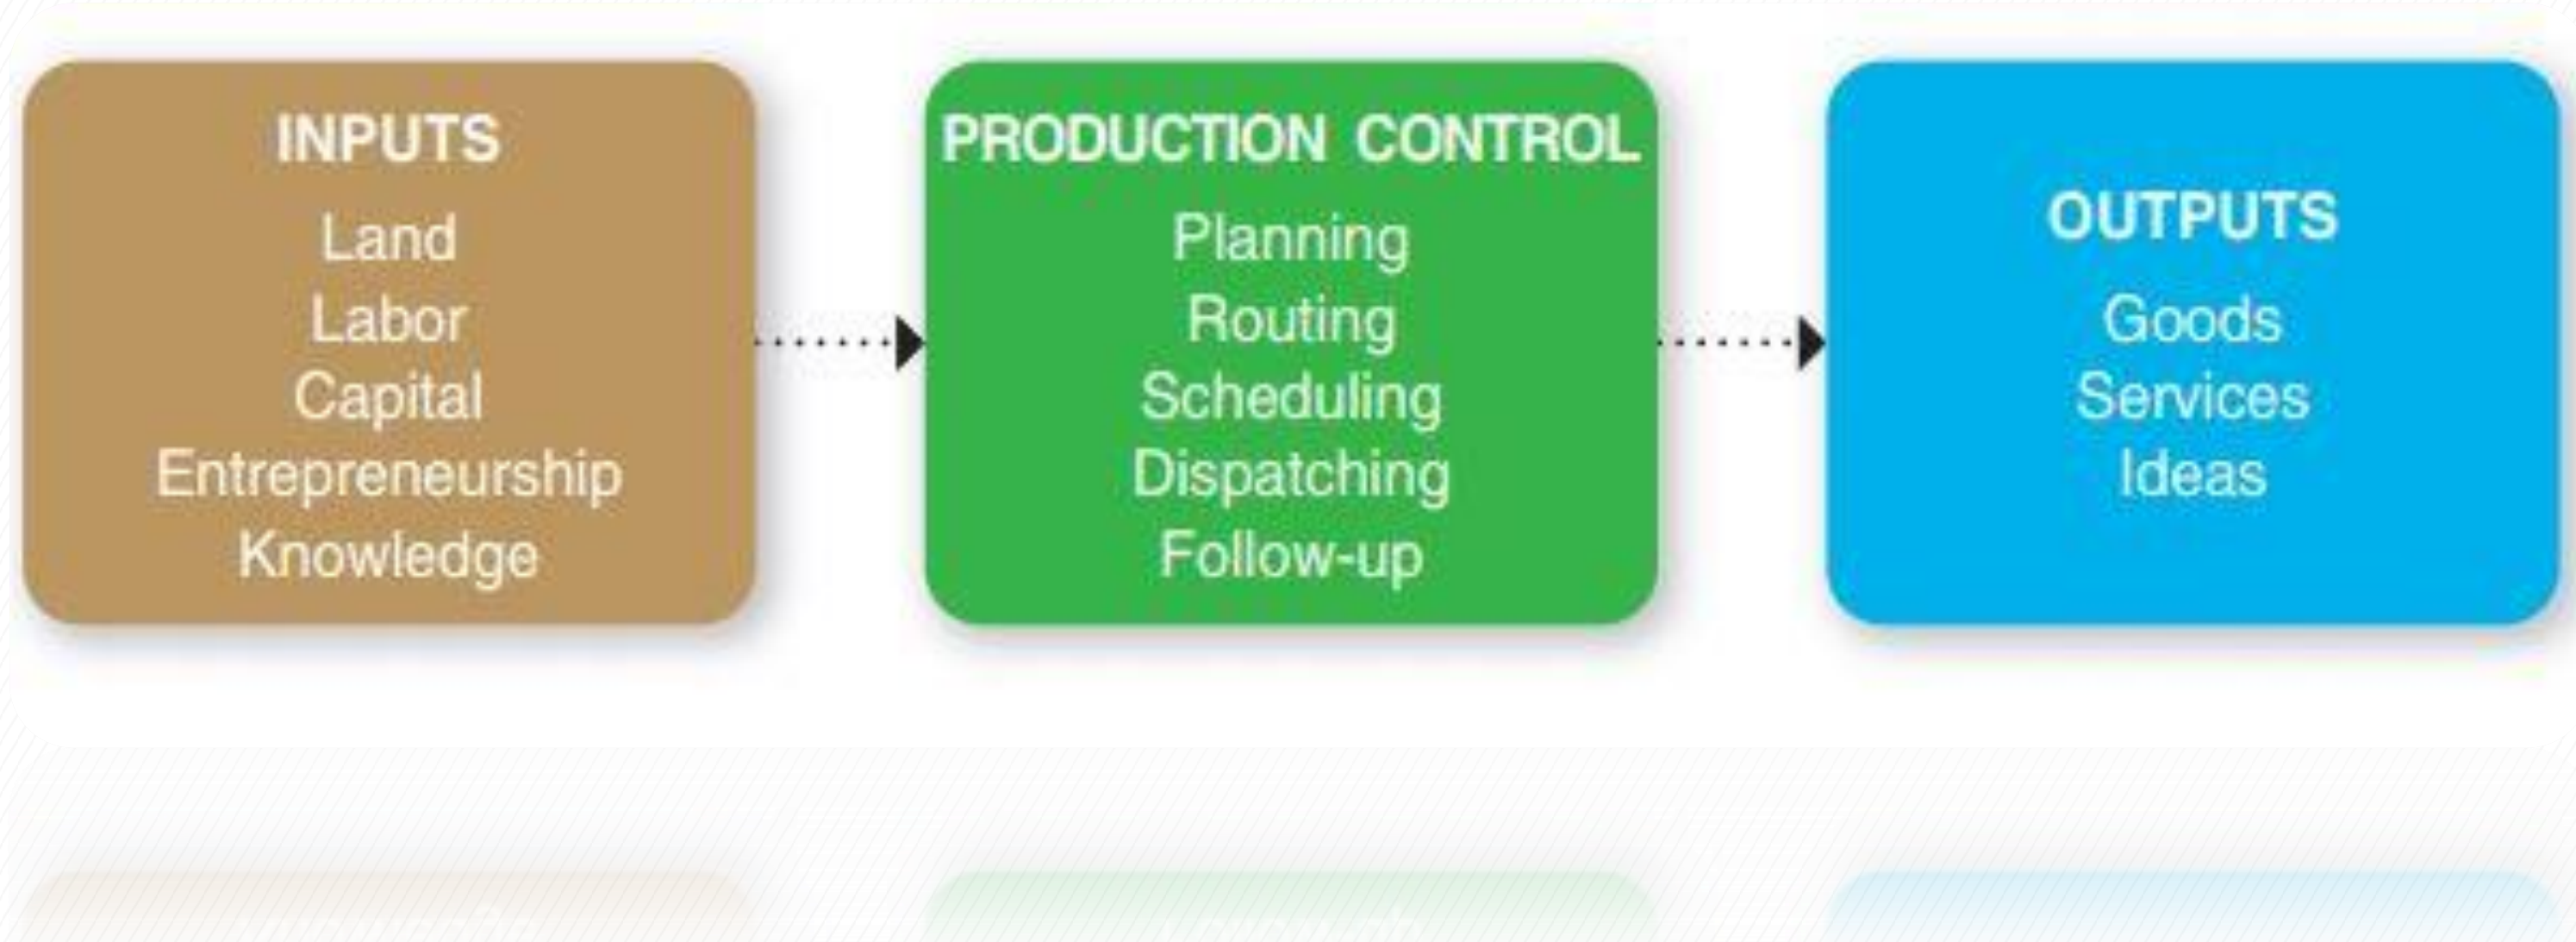 INPUTS
Land
Labor
Capital
Entrepreneurship
Knowledge
PRODUCTION CONTROL
Planning
Routing
Scheduling
Dispatching
Follow-up
OUTPUTS
Goods
Services
Ideas